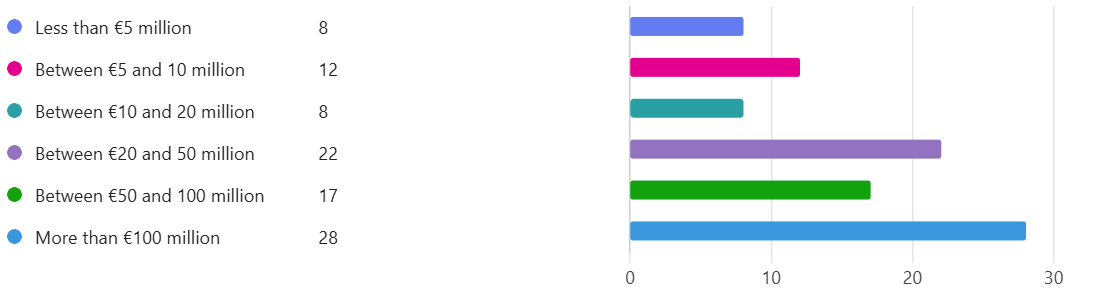 Less than €5 million 8
Between €5 and 10 million 12
Between €10 and 20 million 8
Between €20 and 50 million 22
Between €50 and 100 million 17
More than €100 million 28
0 10 20 30